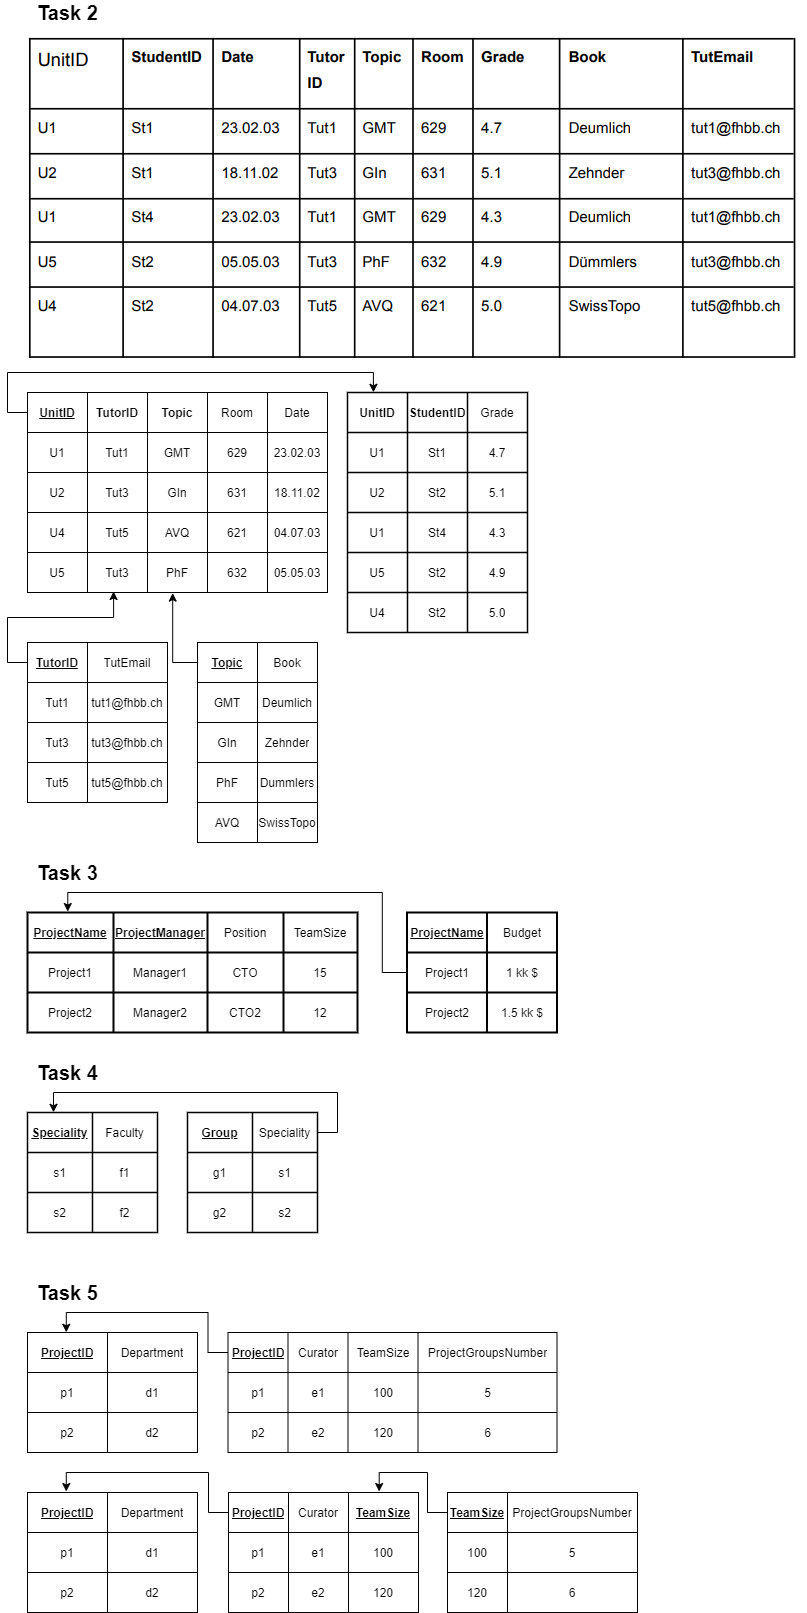 Task 2
UnitID StudentID Date Tutor ID Topic Room Grade Book TutEmail
U1 St1 23.02.03 Tut1 GMT 629 4.7 Deumlich tut1@fhbb.ch
U2 St1 18.11.02 Tut3 GIn 631 5.1 Zehnder tut3@fhbb.ch
U1 St4 23.02.03 Tut1 GMT 629 4.3 Deumlich tut1@fhbb.ch
U5 St2 05.05.03 Tut3 PhF 632 4.9 Dümmlers tut3@fhbb.ch
U4 St2 04.07.03 Tut5 AVQ 621 5.0 SwissTopo tut5@fhbb.ch
UnitID TutorID Topic Room Date
U1 Tut1 GMT 629 23.02.03
U2 Tut3 GIn 631 18.11.02
U4 Tut5 AVQ 621 04.07.03
U5 Tut3 PhF 632 05.05.03
UnitID StudentID Grade
U1 St1 4.7
U2 St2 5.1
U1 St4 4.3
U5 St2 4.9
U4 St2 5.0
TutorID TutEmail
Tut1 tut1@fhbb.ch
Tut3 tut3@fhbb.ch
Tut5 tut5@fhbb.ch
Topic Book
GMT Deumlich
GIn Zehnder
PhF Dummlers
AVQ SwissTopo
Task 3
ProjectName ProjectManager Position TeamSize
Project1 Manager1 CTO 15
Project2 Manager2 CTO2 12
ProjectName Budget
Project1 1 kk $
Project2 1.5 kk $
Task 4
Speciality Faculty
s1 f1
s2 f2
Group Speciality
g1 s1
g2 s2
Task 5
ProjectID Department
p1 d1
p2 d2
ProjectID Curator TeamSize ProjectGroupsNumber
p1 e1 100 5
p2 e2 120 6
ProjectID Department
p1 d1
p2 d2
ProjectID Curator TeamSize
p1 e1 100
p2 e2 120
TeamSize ProjectGroupsNumber
100 5
120 6